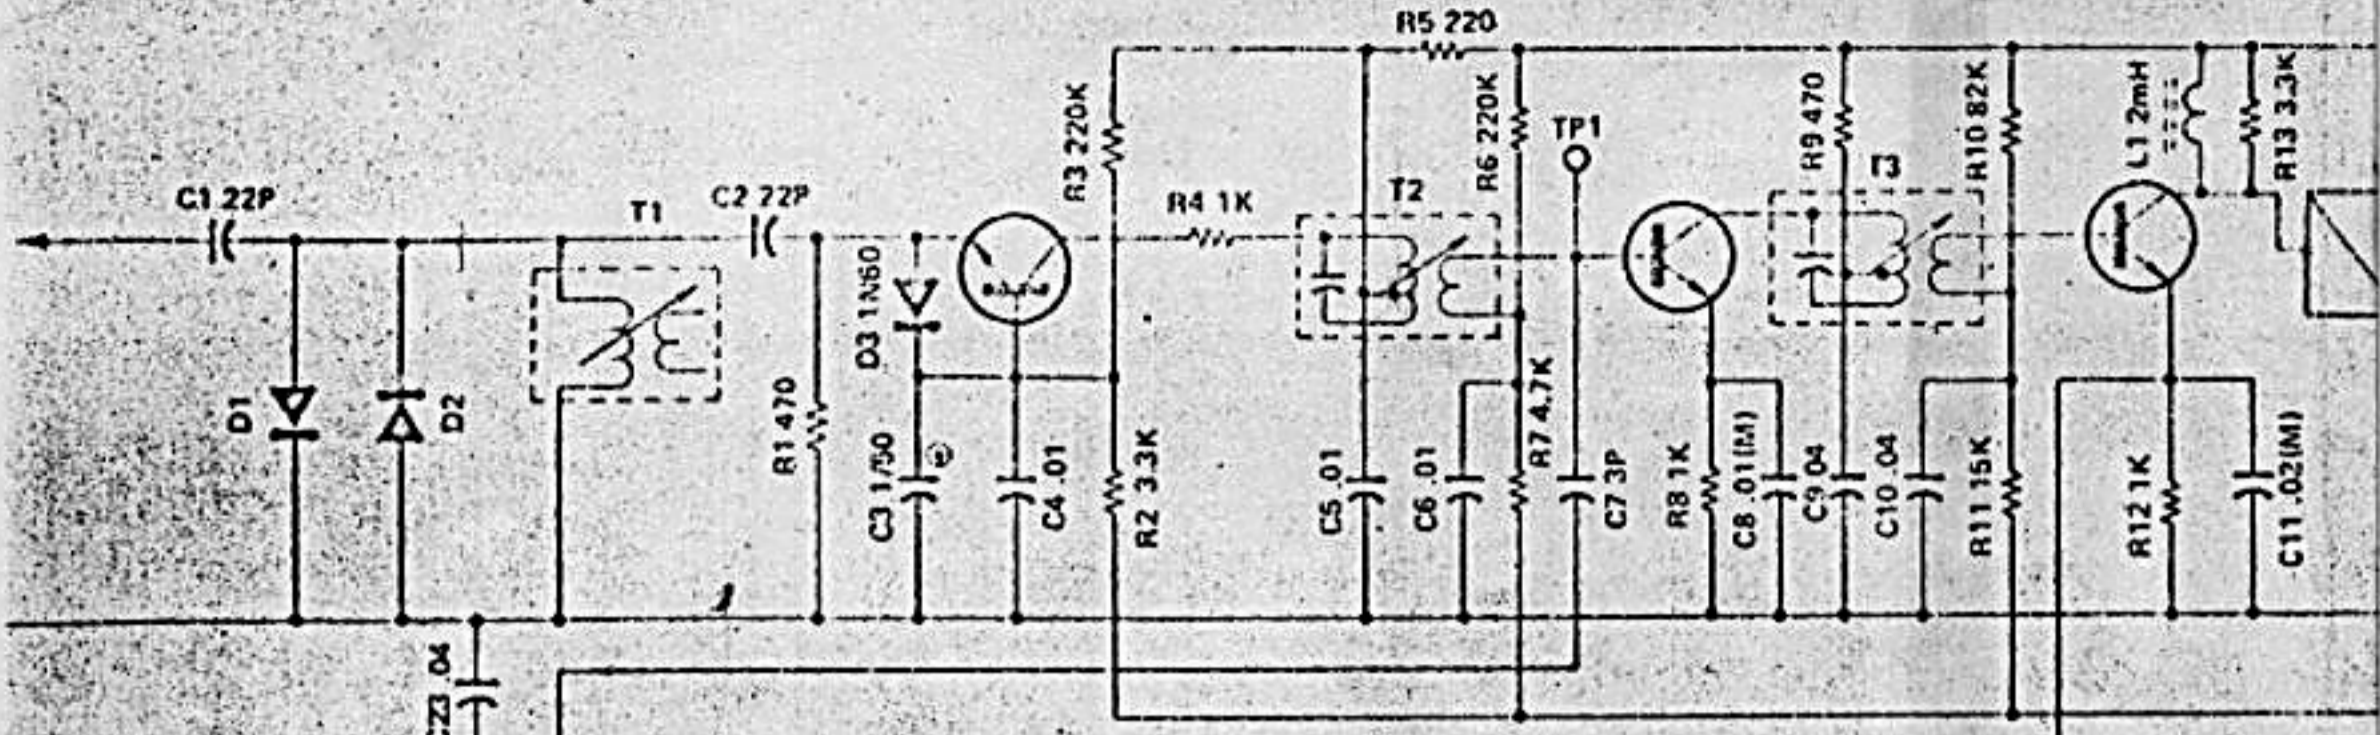 R5 220
R3 220K
R6 220K
TP1
R9 470
T3
R10 82K
L1 2mH
R13 3.3K
C1 22P
T1
C2 22P
R4 1K
T2
D3 1N60
D1
D2
R1 470
C3 1/50
C4 .01
R2 3.3K
C5 .01
C6 .01
R7 4.7K
C7 3P
R8 1K
C8 .01(M)
C9 .04
C10 .04
R11 15K
R12 1K
C11 .02(M)
C23 .04